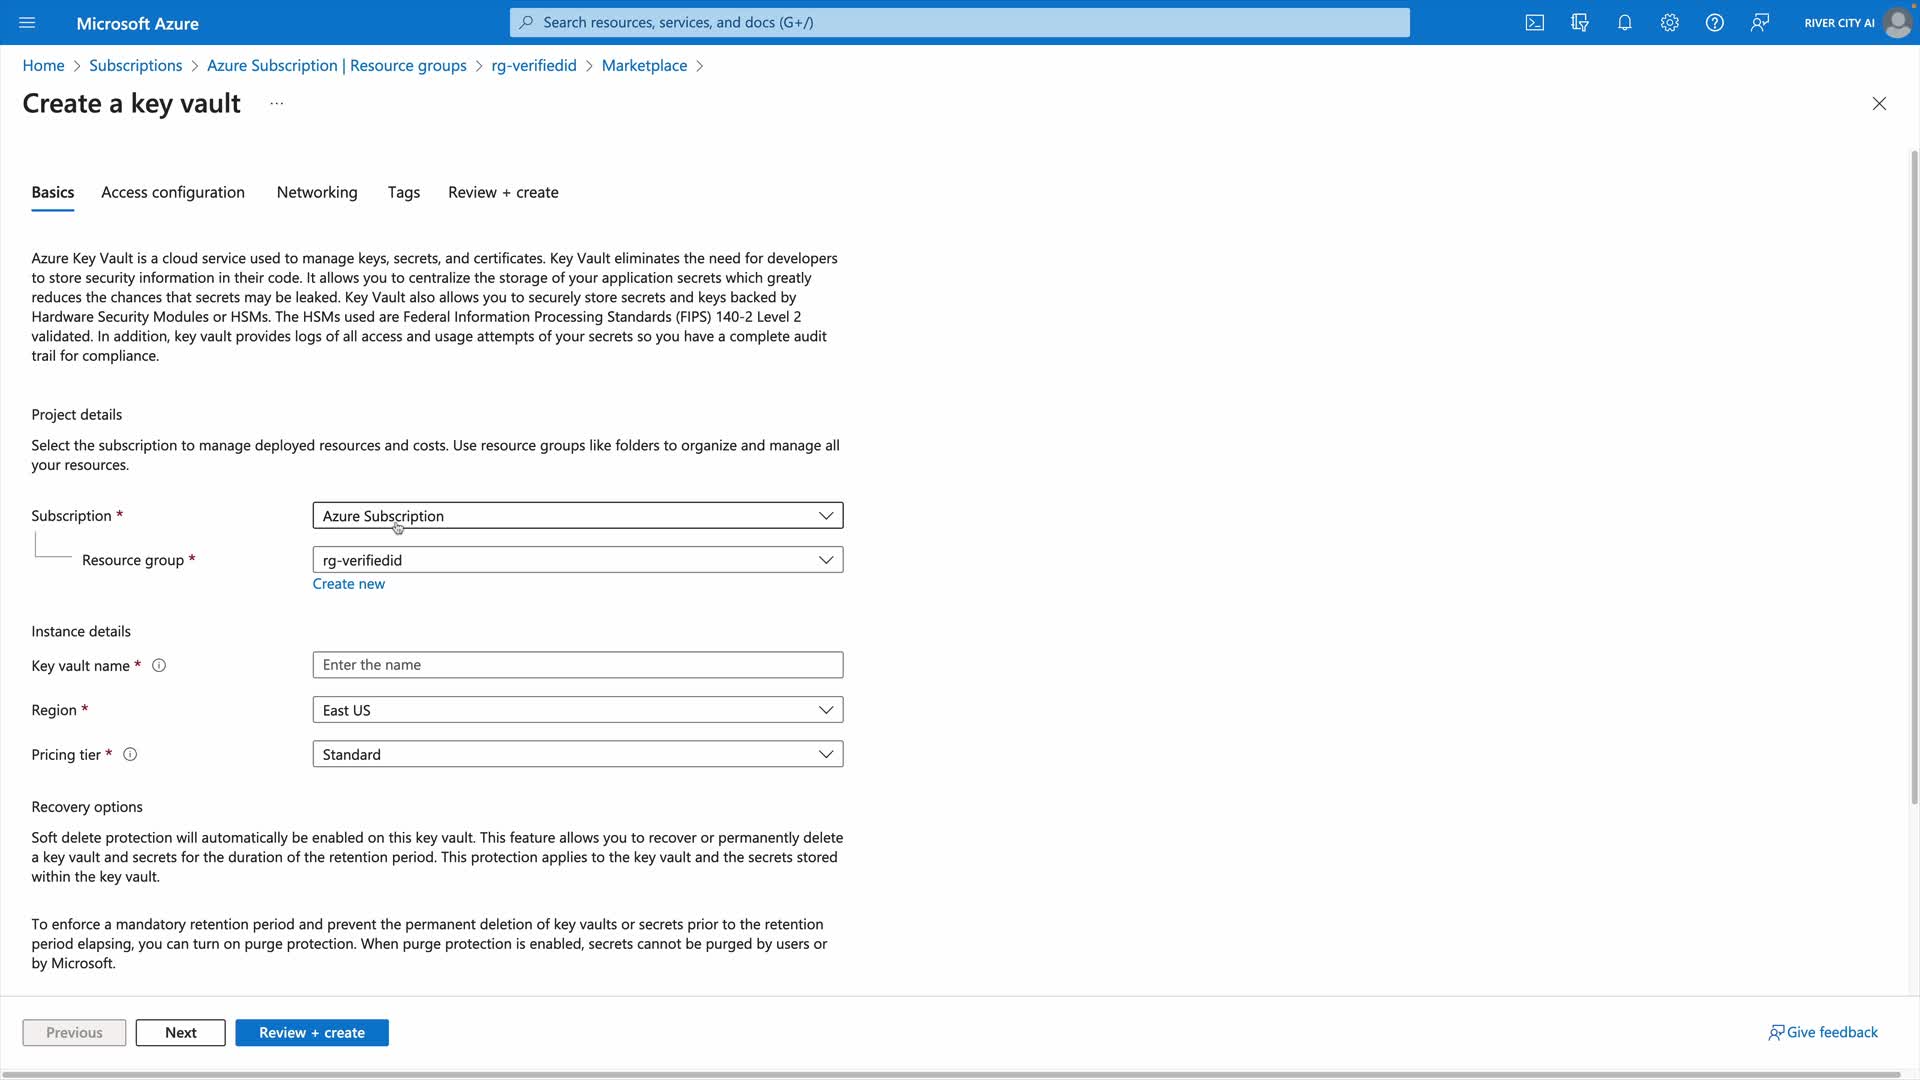 Microsoft Azure
Search resources, services, and docs (G+/)
RIVER CITY AI
Home > Subscriptions > Azure Subscription | Resource groups > rg-verifiedid > Marketplace >
Create a key vault ...
Basics Access configuration Networking Tags Review + create
Azure Key Vault is a cloud service used to manage keys, secrets, and certificates. Key Vault eliminates the need for developers
to store security information in their code. It allows you to centralize the storage of your application secrets which greatly
reduces the chances that secrets may be leaked. Key Vault also allows you to securely store secrets and keys backed by
Hardware Security Modules or HSMs. The HSMs used are Federal Information Processing Standards (FIPS) 140-2 Level 2
validated. In addition, key vault provides logs of all access and usage attempts of your secrets so you have a complete audit
trail for compliance.
Project details
Select the subscription to manage deployed resources and costs. Use resource groups like folders to organize and manage all
your resources.
Subscription * Azure Subscription
Resource group * rg-verifiedid
Create new
Instance details
Key vault name * Enter the name
Region * East US
Pricing tier * Standard
Recovery options
Soft delete protection will automatically be enabled on this key vault. This feature allows you to recover or permanently delete
a key vault and secrets for the duration of the retention period. This protection applies to the key vault and the secrets stored
within the key vault.
To enforce a mandatory retention period and prevent the permanent deletion of key vaults or secrets prior to the retention
period elapsing, you can turn on purge protection. When purge protection is enabled, secrets cannot be purged by users or
by Microsoft.
Previous Next Review + create Give feedback